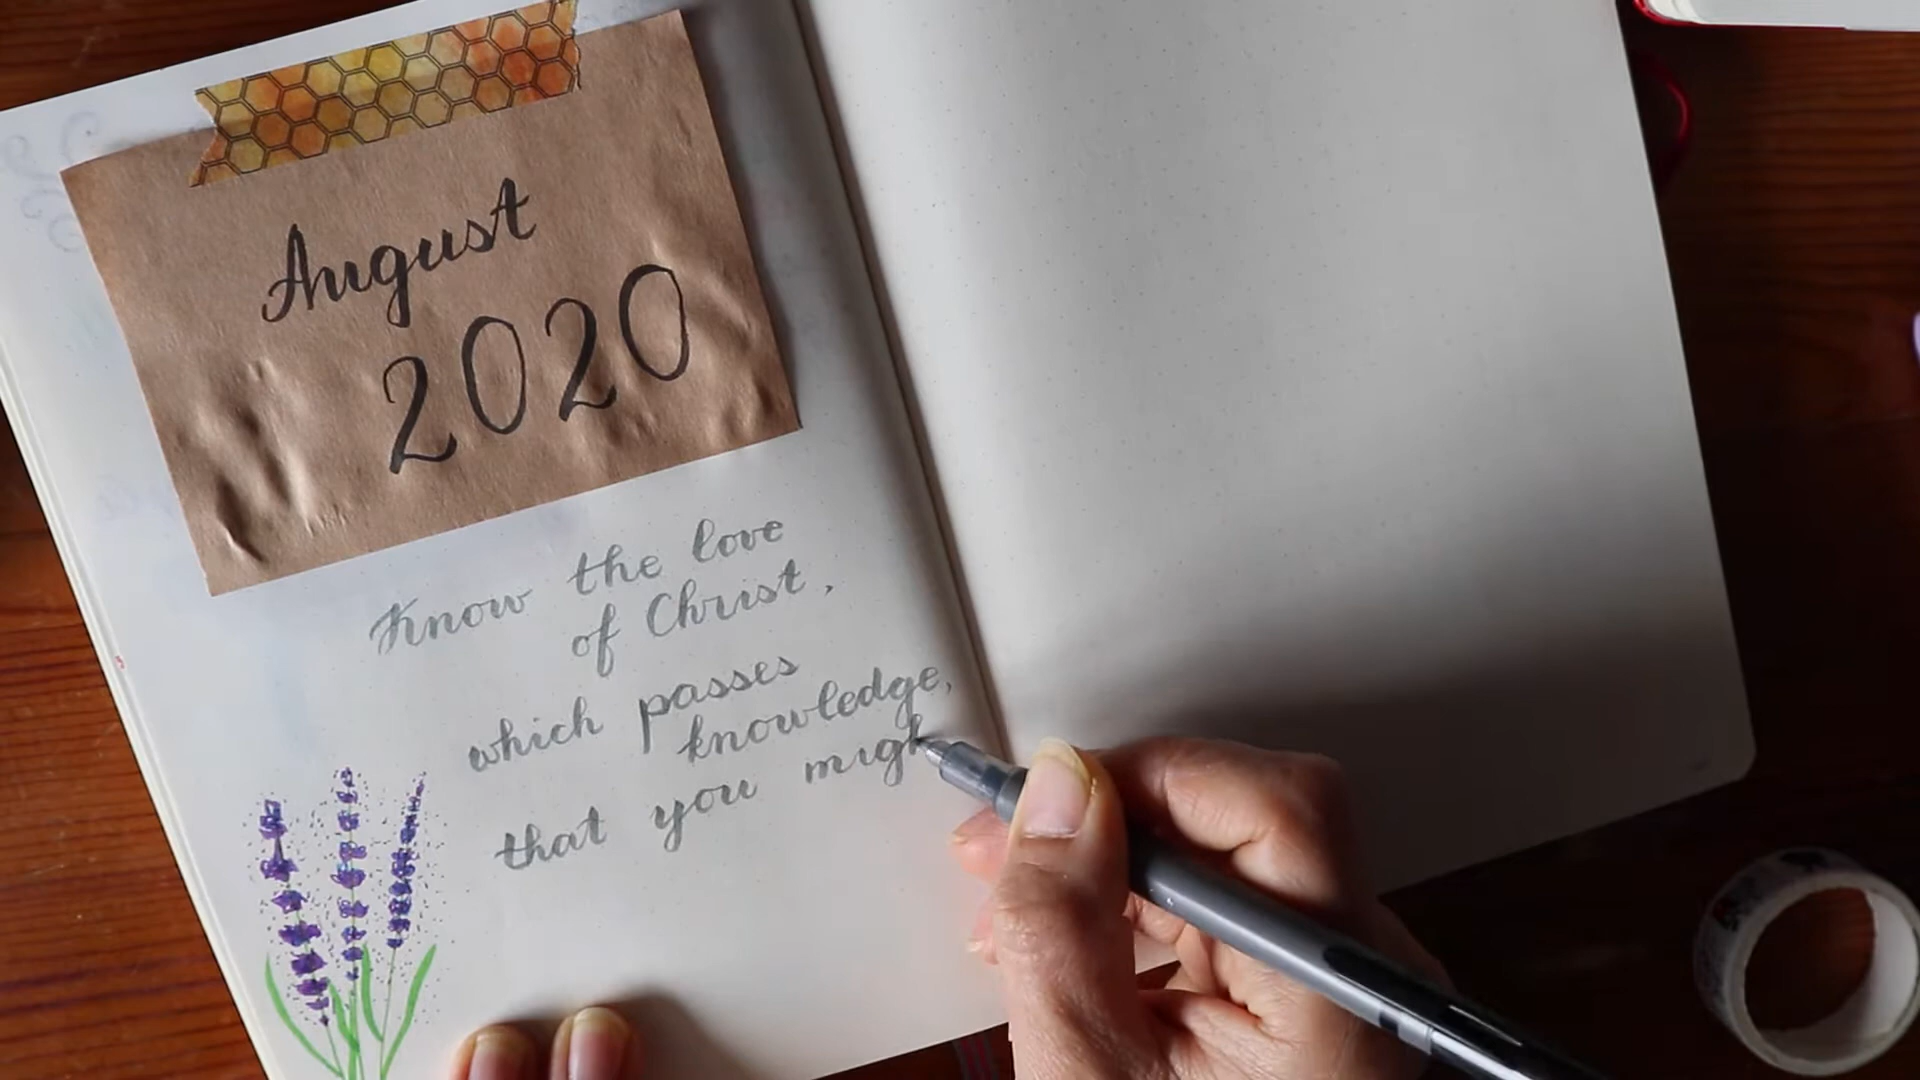 August
2020
Know the love
of Christ,
which passes
knowledge,
that you migh